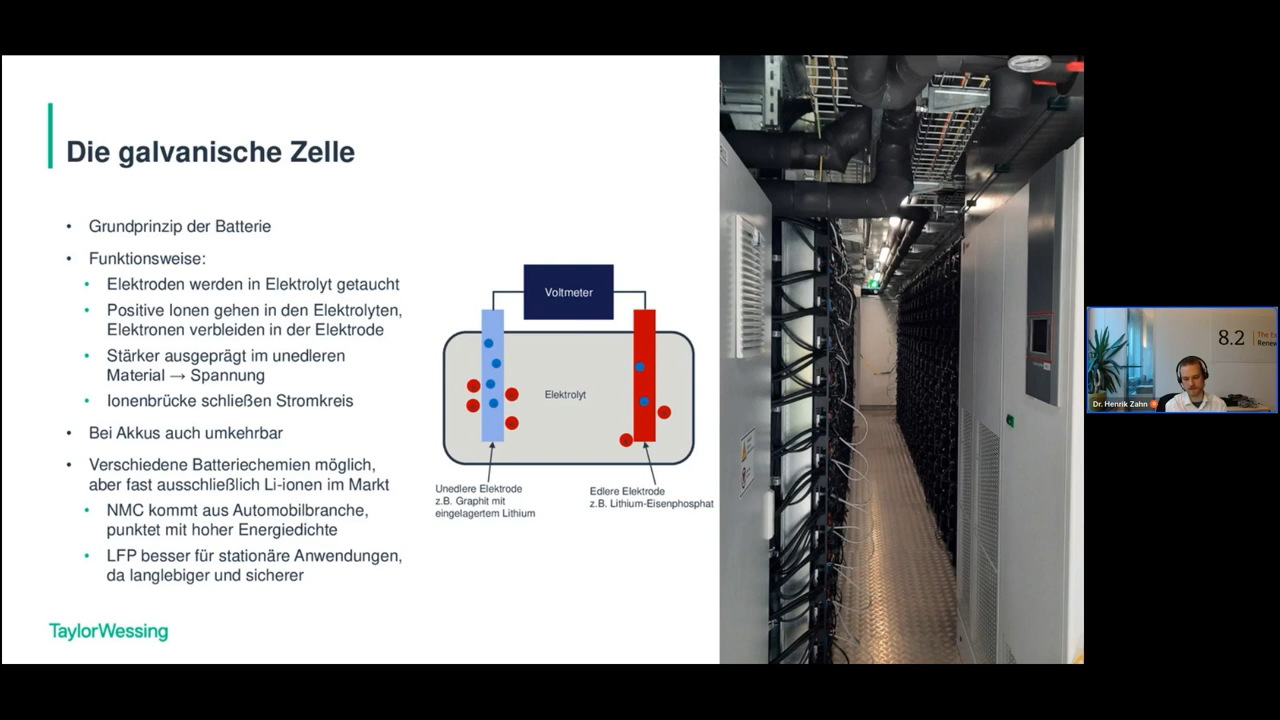 Die galvanische Zelle
• Grundprinzip der Batterie
• Funktionsweise:
• Elektroden werden in Elektrolyt getaucht
• Positive Ionen gehen in den Elektrolyten,
Elektronen verbleiden in der Elektrode
• Stärker ausgeprägt im unedleren
Material → Spannung
• Ionenbrücke schließen Stromkreis
• Bei Akkus auch umkehrbar
• Verschiedene Batteriechemien möglich,
aber fast ausschließlich Li-ionen im Markt
• NMC kommt aus Automobilbranche,
punktet mit hoher Energiedichte
• LFP besser für stationäre Anwendungen,
da langlebiger und sicherer
Voltmeter
Elektrolyt
Unedlere Elektrode
z.B. Graphit mit
eingelagertem Lithium
Edlere Elektrode
z.B. Lithium-Eisenphosphat
TaylorWessing
8.2
Dr. Henrik Zahn